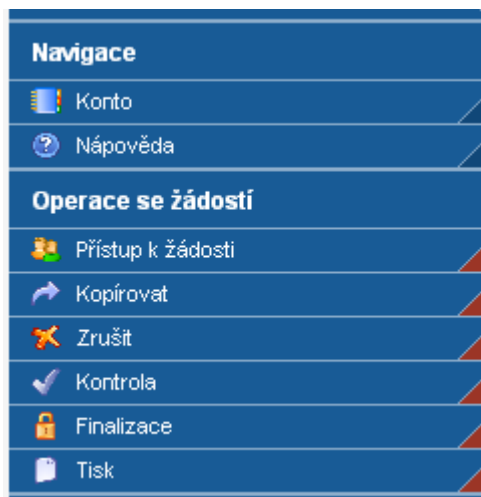 Navigace
Konto
Nápověda
Operace se žádostí
Přístup k žádosti
Kopírovat
Zrušit
Kontrola
Finalizace
Tisk